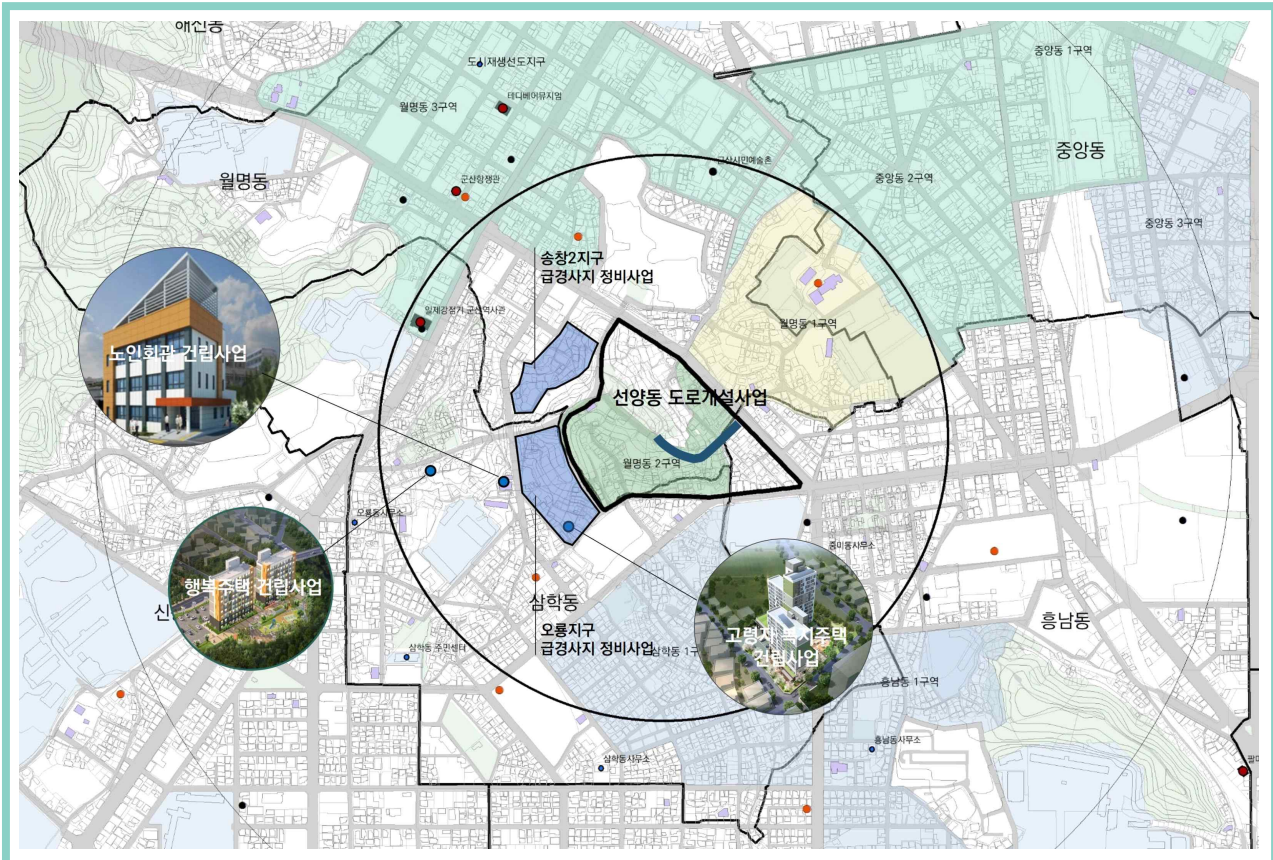 해신동
도시재생선도지구
중앙동 1구역
테디베어뮤지엄
월명동 3구역
중앙동
군산시민예술촌
월명동
중앙동 2구역
군산항쟁관
중앙동 3구역
송창2지구
급경사지 정비사업
일제강점기 군산역사관
월명동 1구역
노인회관 건립사업
선양동 도로개설사업
월명동 2구역
오룡동사무소
중미동사무소
행복주택 건립사업
신
삼학동
흥남동
오룡지구
급경사지 정비사업
고령자 복지주택
건립사업
삼학동 주민센터
삼학동 1구
흥남동 1구역
흥남동사무소
삼학동사무소
팔마